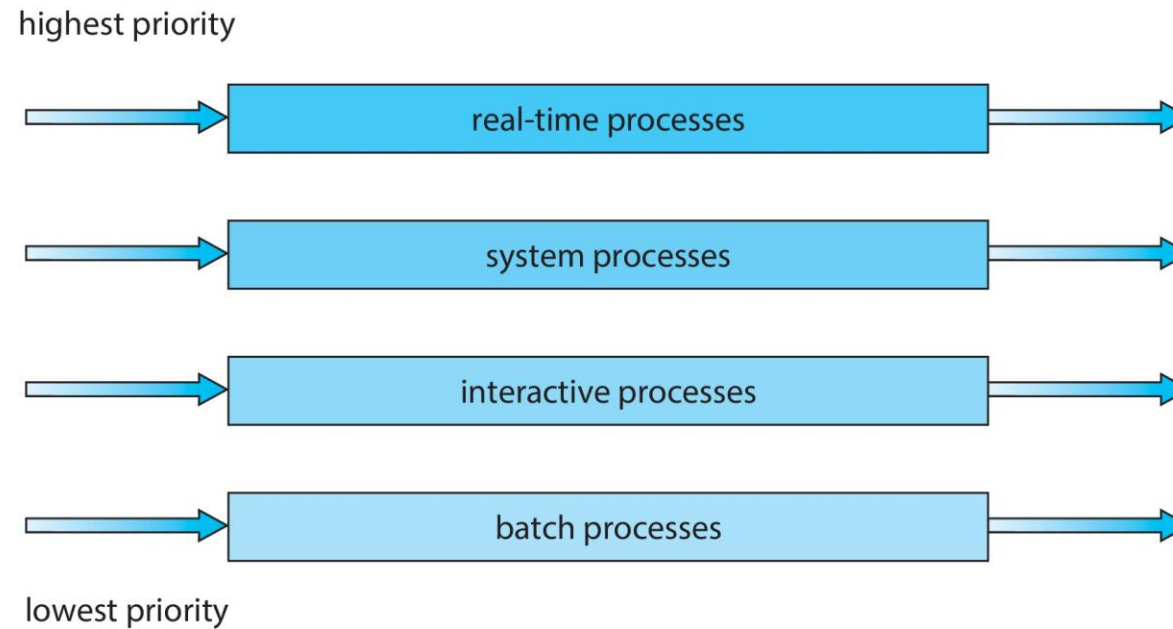 highest priority
real-time processes
system processes
interactive processes
batch processes
lowest priority